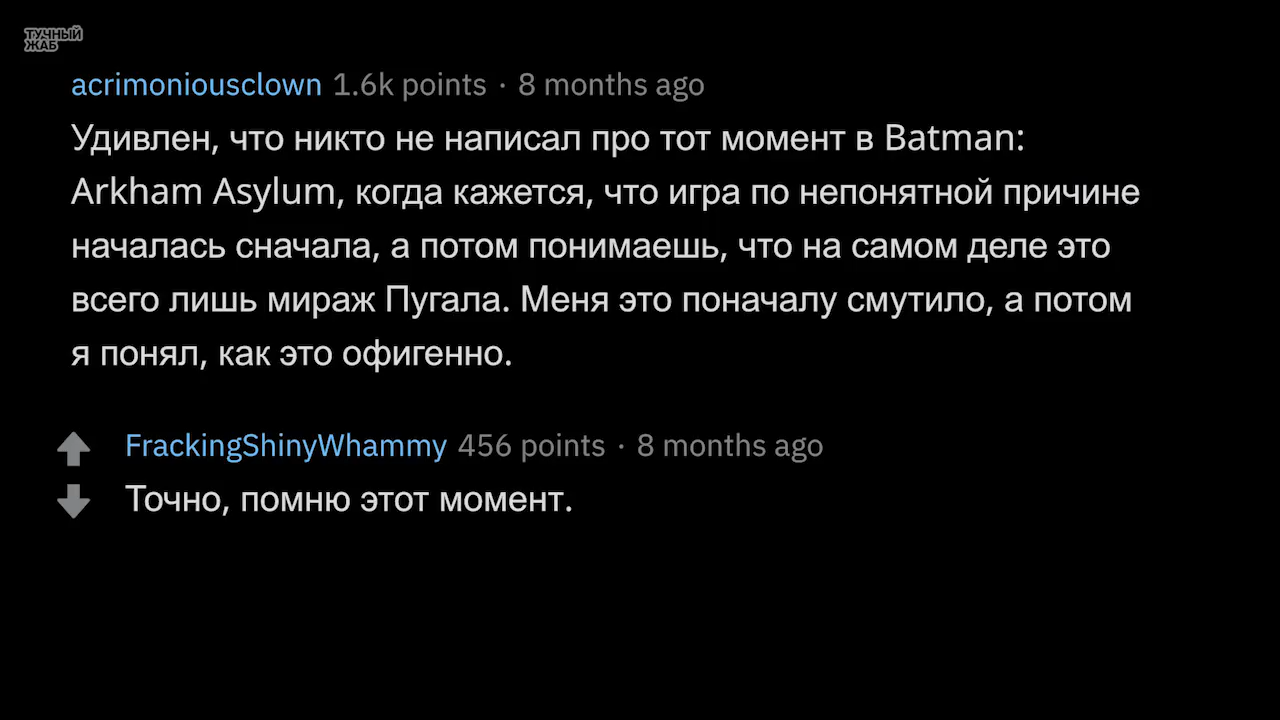 ТУЧНЫЙ
ЖАБ
acrimoniousclown 1.6k points · 8 months ago
Удивлен, что никто не написал про тот момент в Batman:
Arkham Asylum, когда кажется, что игра по непонятной причине
началась сначала, а потом понимаешь, что на самом деле это
всего лишь мираж Пугала. Меня это поначалу смутило, а потом
я понял, как это офигенно.
FrackingShinyWhammy 456 points · 8 months ago
Точно, помню этот момент.